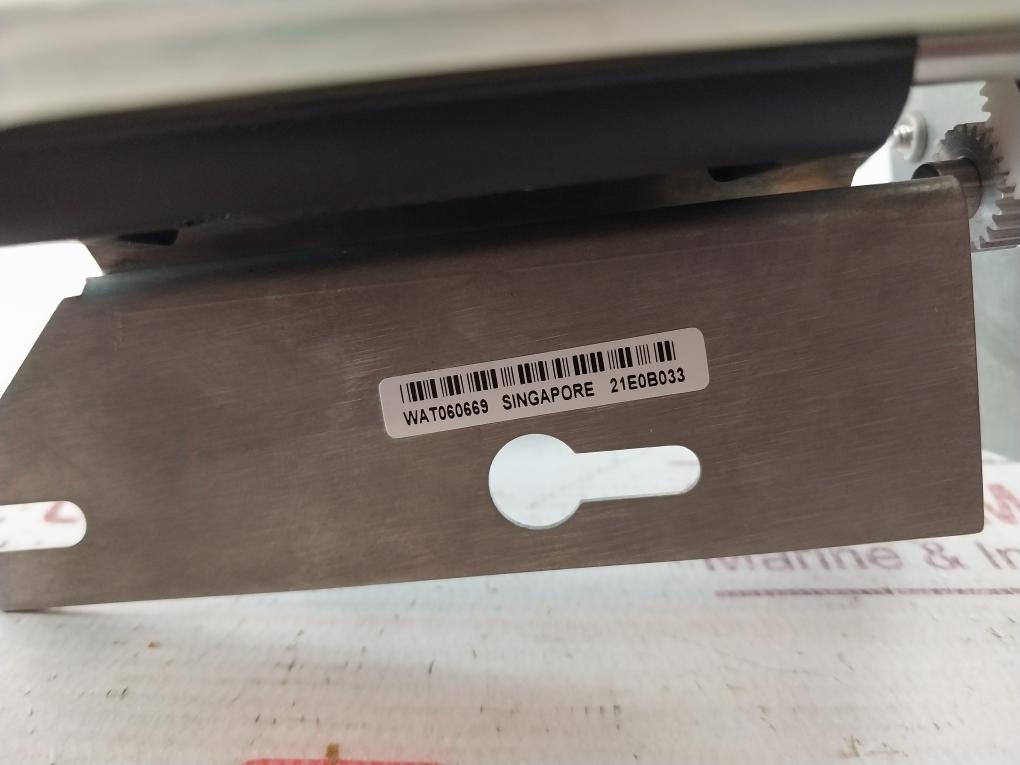 WAT060669 SINGAPORE 21E0B033
Marine & In